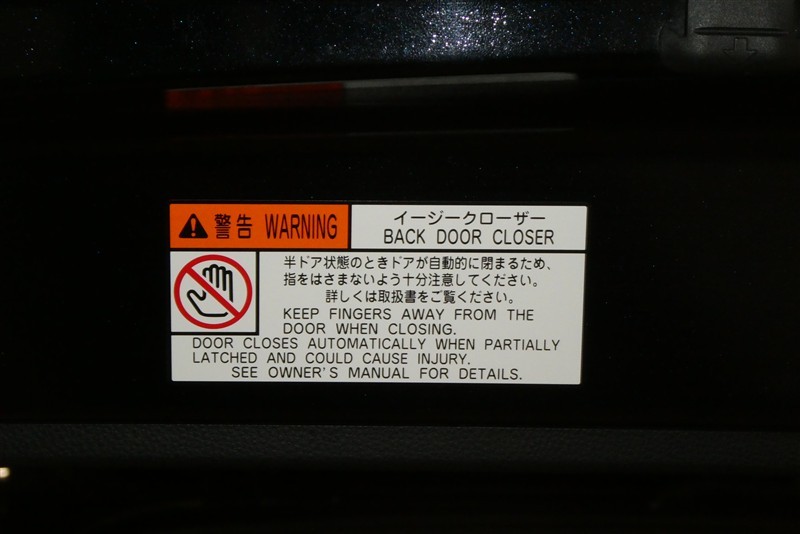 警告 WARNING
イージークローザー
BACK DOOR CLOSER
半ドア状態のときドアが自動的に閉まるため、
指をはさまないよう十分注意してください。
詳しくは取扱書をご覧ください。
KEEP FINGERS AWAY FROM THE
DOOR WHEN CLOSING.
DOOR CLOSES AUTOMATICALLY WHEN PARTIALLY
LATCHED AND COULD CAUSE INJURY.
SEE OWNER'S MANUAL FOR DETAILS.